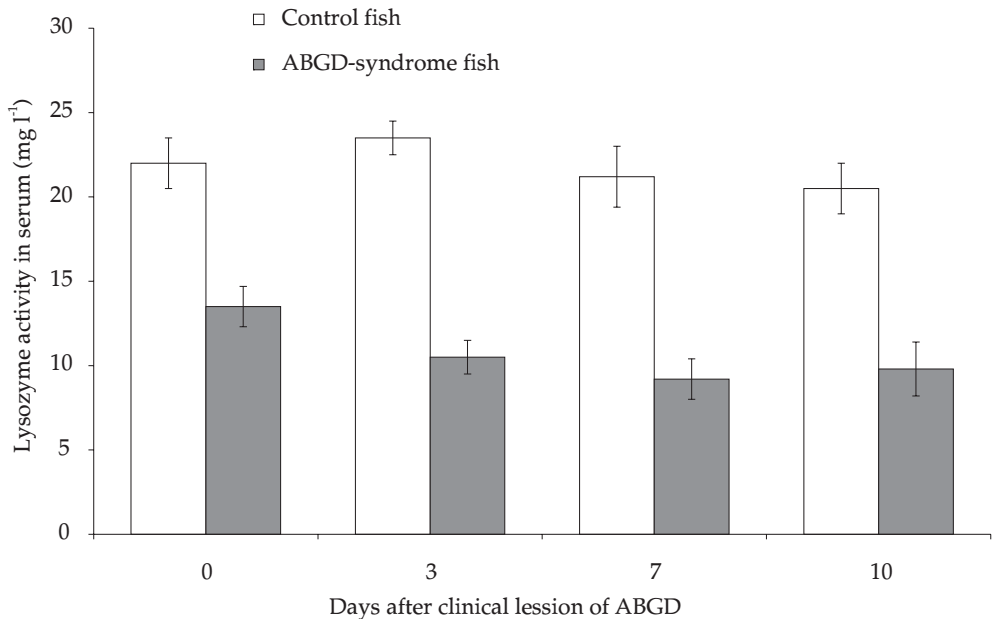 Control fish
ABGD-syndrome fish
Lysozyme activity in serum (mg l⁻¹)
30
25
20
15
10
5
0
0 3 7 10
Days after clinical lession of ABGD